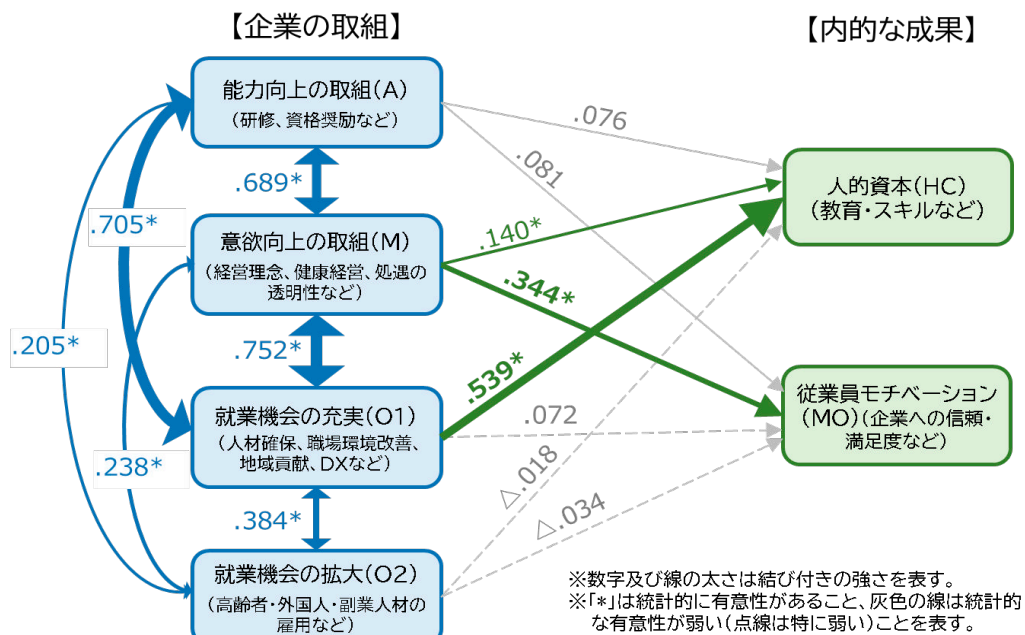 【企業の取組】
【内的な成果】
能力向上の取組(A)
(研修、資格奨励など)
.076
.081
.689*
人的資本(HC)
(教育・スキルなど)
.705*
意欲向上の取組(M)
(経営理念、健康経営、処遇の
透明性など)
.140*
.344*
.205*
.752*
.539*
就業機会の充実(O1)
(人材確保、職場環境改善、
地域貢献、DXなど)
.072
従業員モチベーション
(MO)(企業への信頼・
満足度など)
.238*
△.018
△.034
.384*
就業機会の拡大(O2)
(高齢者・外国人・副業人材の
雇用など)
※数字及び線の太さは結び付きの強さを表す。
※「*」は統計的に有意性があること、灰色の線は統計的
な有意性が弱い(点線は特に弱い)ことを表す。